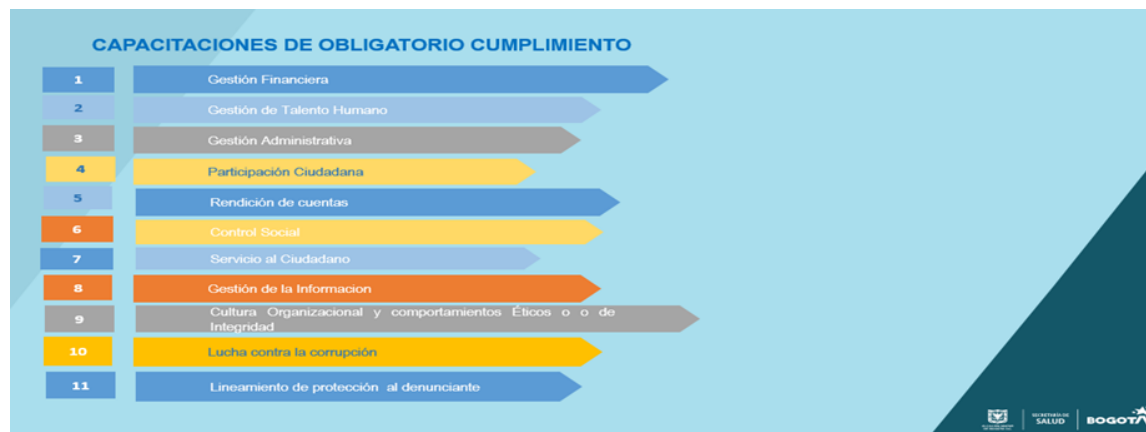 CAPACITACIONES DE OBLIGATORIO CUMPLIMIENTO
1 Gestión Financiera
2 Gestión de Talento Humano
3 Gestión Administrativa
4 Participación Ciudadana
5 Rendición de cuentas
6 Control Social
7 Servicio al Ciudadano
8 Gestión de la Informacion
9 Cultura Organizacional y comportamientos Éticos o o de
Integridad
10 Lucha contra la corrupción
11 Lineamiento de protección al denunciante
SECRETARÍA DE
SALUD
BOGOTÁ